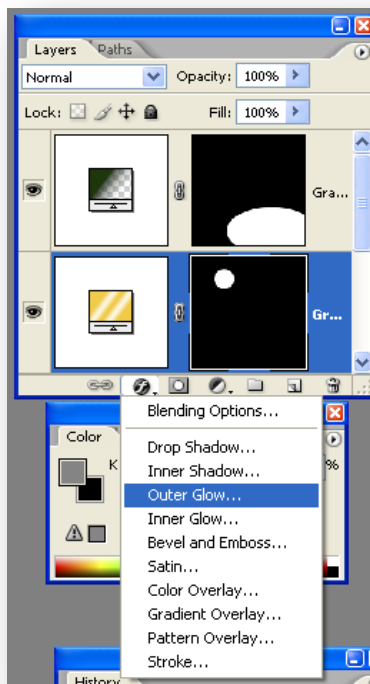 Layers Paths
Normal Opacity: 100%
Lock: Fill: 100%
Gra...
Gr...
Blending Options...
Color
K %
Drop Shadow...
Inner Shadow...
Outer Glow...
Inner Glow...
Bevel and Emboss...
Satin...
Color Overlay...
Gradient Overlay...
Pattern Overlay...
Stroke...
History